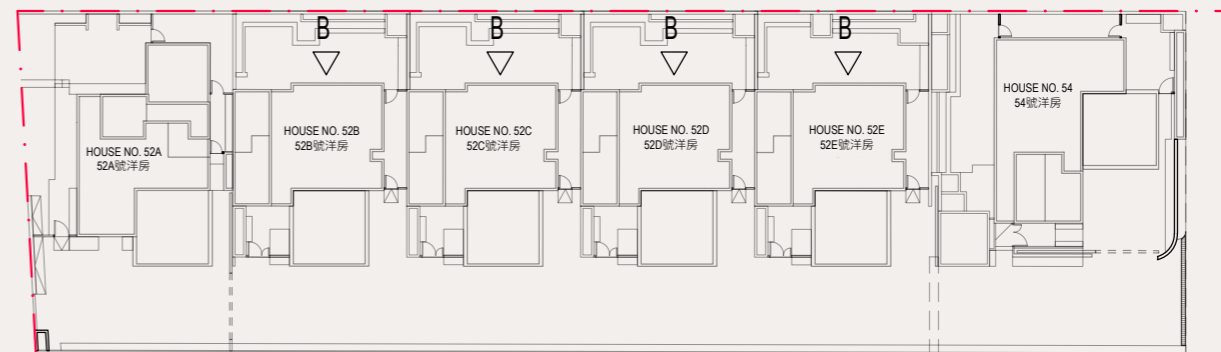 B
B
B
B
HOUSE NO. 52A
52A號洋房
HOUSE NO. 52B
52B號洋房
HOUSE NO. 52C
52C號洋房
HOUSE NO. 52D
52D號洋房
HOUSE NO. 52E
52E號洋房
HOUSE NO. 54
54號洋房